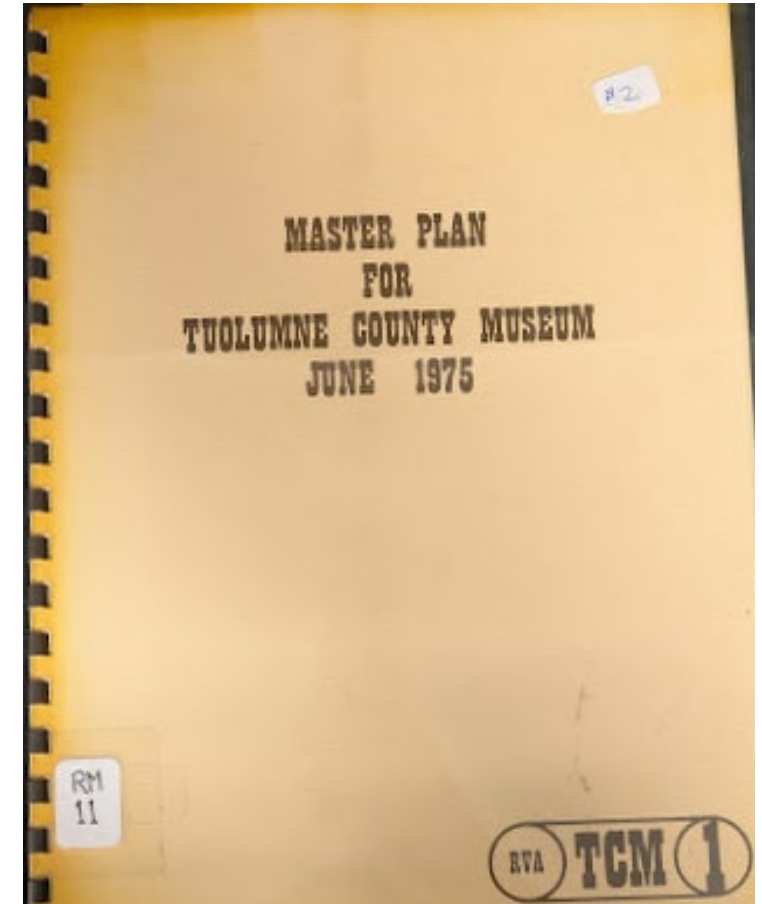 #2
MASTER PLAN
FOR
TUOLUMNE COUNTY MUSEUM
JUNE 1975
RM
11
RVA TCM 1